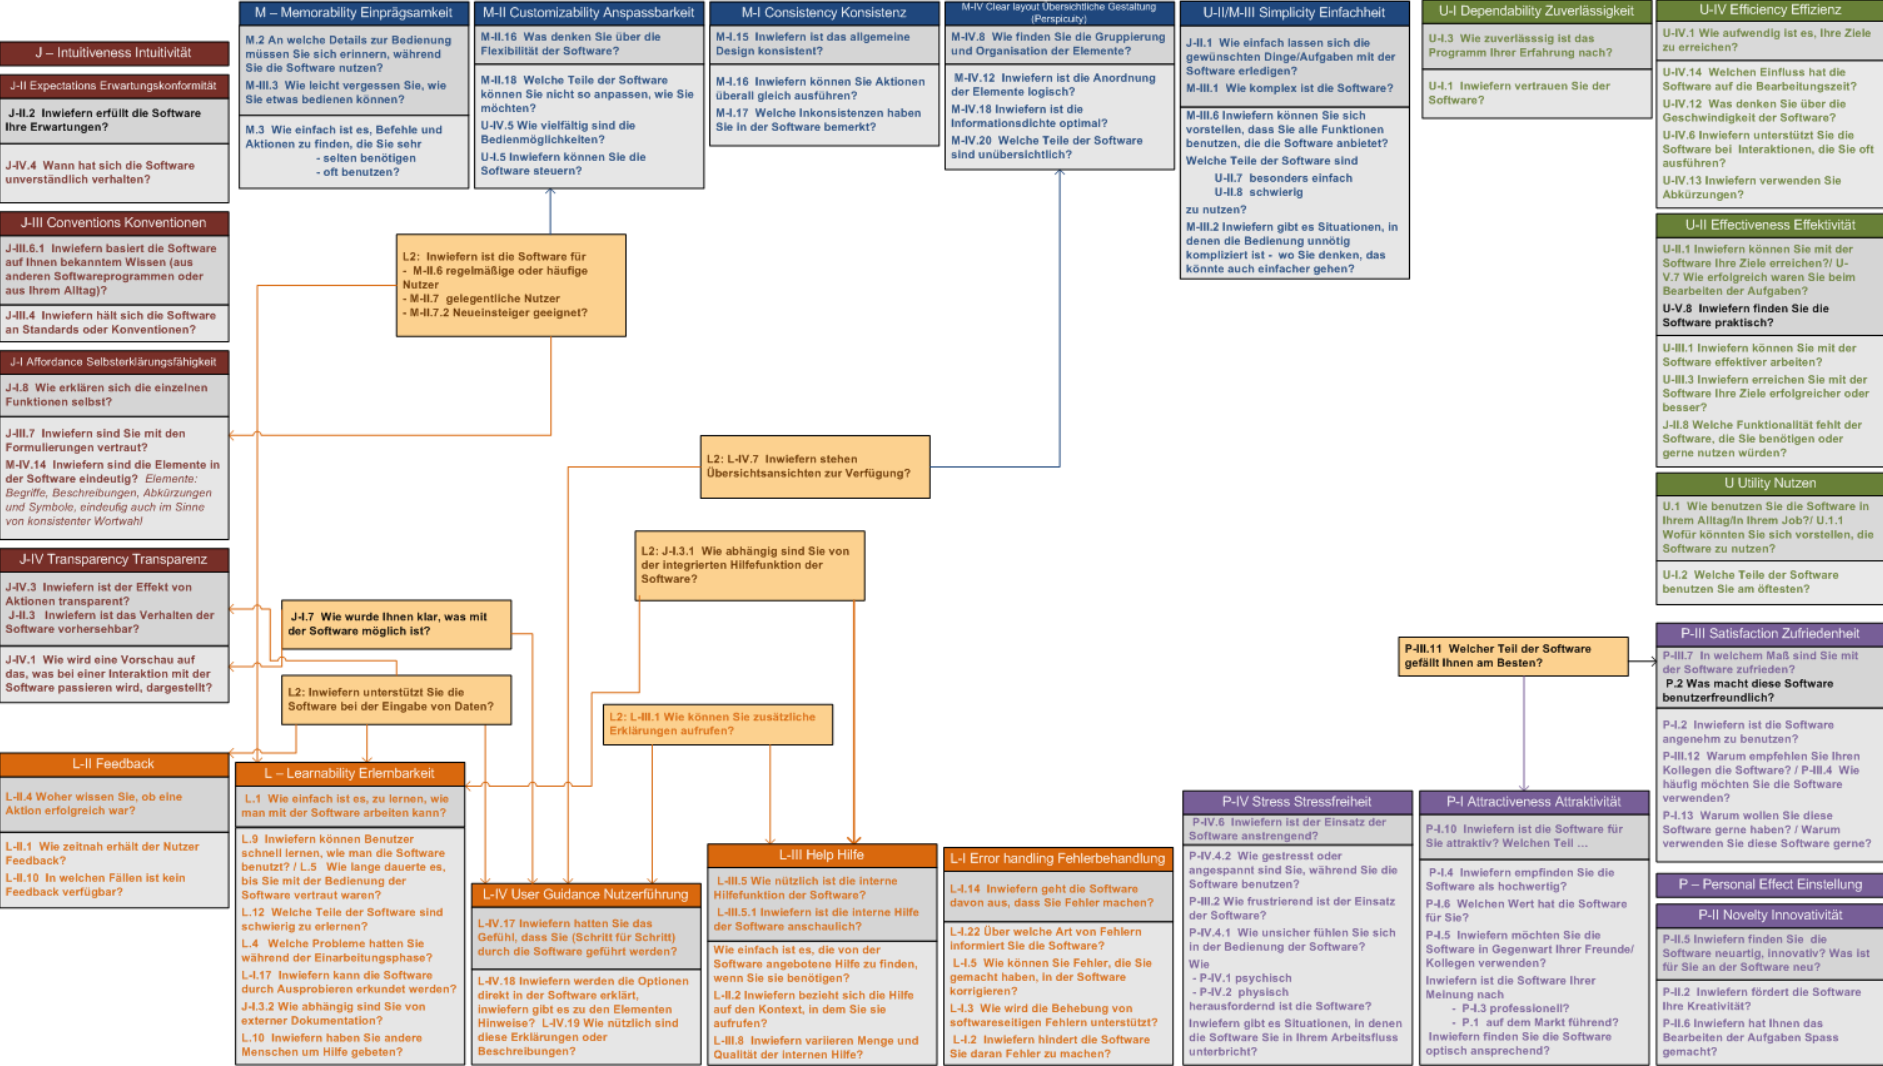 J – Intuitiveness Intuitivität
J-II Expectations Erwartungskonformität
J-II.2 Inwiefern erfüllt die Software
Ihre Erwartungen?
J-IV.4 Wann hat sich die Software
unverständlich verhalten?
J-III Conventions Konventionen
J-III.6.1 Inwiefern basiert die Software
auf Ihnen bekanntem Wissen (aus
anderen Softwareprogrammen oder
aus Ihrem Alltag)?
J-III.4 Inwiefern hält sich die Software
an Standards oder Konventionen?
J-I Affordance Selbsterklärungsfähigkeit
J-I.8 Wie erklären sich die einzelnen
Funktionen selbst?
J-III.7 Inwiefern sind Sie mit den
Formulierungen vertraut?
M-IV.14 Inwiefern sind die Elemente in
der Software eindeutig? Elemente:
Begriffe, Beschreibungen, Abkürzungen
und Symbole, eindeufig auch im Sinne
von konsistenter Wortwahl
J-IV Transparency Transparenz
J-IV.3 Inwiefern ist der Effekt von
Aktionen transparent?
J-II.3 Inwiefern ist das Verhalten der
Software vorhersehbar?
J-IV.1 Wie wird eine Vorschau auf
das, was bei einer Interaktion mit der
Software passieren wird, dargestellt?
L-II Feedback
L-II.4 Woher wissen Sie, ob eine
Aktion erfolgreich war?
L-II.1 Wie zeitnah erhält der Nutzer
Feedback?
L-II.10 In welchen Fällen ist kein
Feedback verfügbar?
M – Memorability Einprägsamkeit
M.2 An welche Details zur Bedienung
müssen Sie sich erinnern, während
Sie die Software nutzen?
M-III.3 Wie leicht vergessen Sie, wie
Sie etwas bedienen können?
M.3 Wie einfach ist es, Befehle und
Aktionen zu finden, die Sie sehr
- selten benötigen
- oft benutzen?
M-II Customizability Anspassbarkeit
M-II.16 Was denken Sie über die
Flexibilität der Software?
M-II.18 Welche Teile der Software
können Sie nicht so anpassen, wie Sie
möchten?
U-IV.5 Wie vielfältig sind die
Bedienmöglichkeiten?
U-I.5 Inwiefern können Sie die
Software steuern?
M-I Consistency Konsistenz
M-I.15 Inwiefern ist das allgemeine
Design konsistent?
M-I.16 Inwiefern können Sie Aktionen
überall gleich ausführen?
M-I.17 Welche Inkonsistenzen haben
Sie in der Software bemerkt?
M-IV Clear layout Übersichtliche Gestaltung
(Perspicuity)
M-IV.8 Wie finden Sie die Gruppierung
und Organisation der Elemente?
M-IV.12 Inwiefern ist die Anordnung
der Elemente logisch?
M-IV.18 Inwiefern ist die
Informationsdichte optimal?
M-IV.20 Welche Teile der Software
sind unübersichtlich?
U-II/M-III Simplicity Einfachheit
J-II.1 Wie einfach lassen sich die
gewünschten Dinge/Aufgaben mit der
Software erledigen?
M-III.1 Wie komplex ist die Software?
M-III.6 Inwiefern können Sie sich
vorstellen, dass Sie alle Funktionen
benutzen, die die Software anbietet?
Welche Teile der Software sind
U-II.7 besonders einfach
U-II.8 schwierig
zu nutzen?
M-III.2 Inwiefern gibt es Situationen, in
denen die Bedienung unnötig
kompliziert ist - wo Sie denken, das
könnte auch einfacher gehen?
U-I Dependability Zuverlässigkeit
U-I.3 Wie zuverlässsig ist das
Programm Ihrer Erfahrung nach?
U-I.1 Inwiefern vertrauen Sie der
Software?
U-IV Efficiency Effizienz
U-IV.1 Wie aufwendig ist es, Ihre Ziele
zu erreichen?
U-IV.14 Welchen Einfluss hat die
Software auf die Bearbeitungszeit?
U-IV.12 Was denken Sie über die
Geschwindigkeit der Software?
U-IV.6 Inwiefern unterstützt Sie die
Software bei Interaktionen, die Sie oft
ausführen?
U-IV.13 Inwiefern verwenden Sie
Abkürzungen?
U-II Effectiveness Effektivität
U-II.1 Inwiefern können Sie mit der
Software Ihre Ziele erreichen?/ U-
V.7 Wie erfolgreich waren Sie beim
Bearbeiten der Aufgaben?
U-V.8 Inwiefern finden Sie die
Software praktisch?
U-III.1 Inwiefern können Sie mit der
Software effektiver arbeiten?
U-III.3 Inwiefern erreichen Sie mit der
Software Ihre Ziele erfolgreicher oder
besser?
J-II.8 Welche Funktionalität fehlt der
Software, die Sie benötigen oder
gerne nutzen würden?
U Utility Nutzen
U.1 Wie benutzen Sie die Software in
Ihrem Alltag/In Ihrem Job?/ U.1.1
Wofür könnten Sie sich vorstellen, die
Software zu nutzen?
U-I.2 Welche Teile der Software
benutzen Sie am öftesten?
L2: Inwiefern ist die Software für
- M-II.6 regelmäßige oder häufige
Nutzer
- M-II.7 gelegentliche Nutzer
- M-II.7.2 Neueinsteiger geeignet?
L2: L-IV.7 Inwiefern stehen
Übersichtsansichten zur Verfügung?
L2: J-I.3.1 Wie abhängig sind Sie von
der integrierten Hilfefunktion der
Software?
J-I.7 Wie wurde Ihnen klar, was mit
der Software möglich ist?
L2: Inwiefern unterstützt Sie die
Software bei der Eingabe von Daten?
L2: L-III.1 Wie können Sie zusätzliche
Erklärungen aufrufen?
P-III.11 Welcher Teil der Software
gefällt Ihnen am Besten?
L – Learnability Erlernbarkeit
L.1 Wie einfach ist es, zu lernen, wie
man mit der Software arbeiten kann?
L.9 Inwiefern können Benutzer
schnell lernen, wie man die Software
benutzt? / L.5 Wie lange dauerte es,
bis Sie mit der Bedienung der
Software vertraut waren?
L.12 Welche Teile der Software sind
schwierig zu erlernen?
L.4 Welche Probleme hatten Sie
während der Einarbeitungsphase?
L-I.17 Inwiefern kann die Software
durch Ausprobieren erkundet werden?
J-I.3.2 Wie abhängig sind Sie von
externer Dokumentation?
L.10 Inwiefern haben Sie andere
Menschen um Hilfe gebeten?
L-IV User Guidance Nutzerführung
L-IV.17 Inwiefern hatten Sie das
Gefühl, dass Sie (Schritt für Schritt)
durch die Software geführt werden?
L-IV.18 Inwiefern werden die Optionen
direkt in der Software erklärt,
inwiefern gibt es zu den Elementen
Hinweise? L-IV.19 Wie nützlich sind
diese Erklärungen oder
Beschreibungen?
L-III Help Hilfe
L-III.5 Wie nützlich ist die interne
Hilfefunktion der Software?
L-III.5.1 Inwiefern ist die interne Hilfe
der Software anschaulich?
Wie einfach ist es, die von der
Software angebotene Hilfe zu finden,
wenn Sie sie benötigen?
L-II.2 Inwiefern bezieht sich die Hilfe
auf den Kontext, in dem Sie sie
aufrufen?
L-III.8 Inwiefern variieren Menge und
Qualität der internen Hilfe?
L-I Error handling Fehlerbehandlung
L-I.14 Inwiefern geht die Software
davon aus, dass Sie Fehler machen?
L-I.22 Über welche Art von Fehlern
informiert Sie die Software?
L-I.5 Wie können Sie Fehler, die Sie
gemacht haben, in der Software
korrigieren?
L-I.3 Wie wird die Behebung von
softwareseitigen Fehlern unterstützt?
L-I.2 Inwiefern hindert die Software
Sie daran Fehler zu machen?
P-IV Stress Stressfreiheit
P-IV.6 Inwiefern ist der Einsatz der
Software anstrengend?
P-IV.4.2 Wie gestresst oder
angespannt sind Sie, während Sie die
Software benutzen?
P-III.2 Wie frustrierend ist der Einsatz
der Software?
P-IV.4.1 Wie unsicher fühlen Sie sich
in der Bedienung der Software?
Wie
- P-IV.1 psychisch
- P-IV.2 physisch
herausfordernd ist die Software?
Inwiefern gibt es Situationen, in denen
die Software Sie in Ihrem Arbeitsfluss
unterbricht?
P-I Attractiveness Attraktivität
P-I.10 Inwiefern ist die Software für
Sie attraktiv? Welchen Teil ...
P-I.4 Inwiefern empfinden Sie die
Software als hochwertig?
P-I.6 Welchen Wert hat die Software
für Sie?
P-I.5 Inwiefern möchten Sie die
Software in Gegenwart Ihrer Freunde/
Kollegen verwenden?
Inwiefern ist die Software Ihrer
Meinung nach
- P-I.3 professionell?
- P.1 auf dem Markt führend?
Inwiefern finden Sie die Software
optisch ansprechend?
P-III Satisfaction Zufriedenheit
P-III.7 In welchem Maß sind Sie mit
der Software zufrieden?
P.2 Was macht diese Software
benutzerfreundlich?
P-I.2 Inwiefern ist die Software
angenehm zu benutzen?
P-III.12 Warum empfehlen Sie Ihren
Kollegen die Software? / P-III.4 Wie
häufig möchten Sie die Software
verwenden?
P-I.13 Warum wollen Sie diese
Software gerne haben? / Warum
verwenden Sie diese Software gerne?
P – Personal Effect Einstellung
P-II Novelty Innovativität
P-II.5 Inwiefern finden Sie die
Software neuartig, innovativ? Was ist
für Sie an der Software neu?
P-II.2 Inwiefern fördert die Software
Ihre Kreativität?
P-II.6 Inwiefern hat Ihnen das
Bearbeiten der Aufgaben Spass
gemacht?